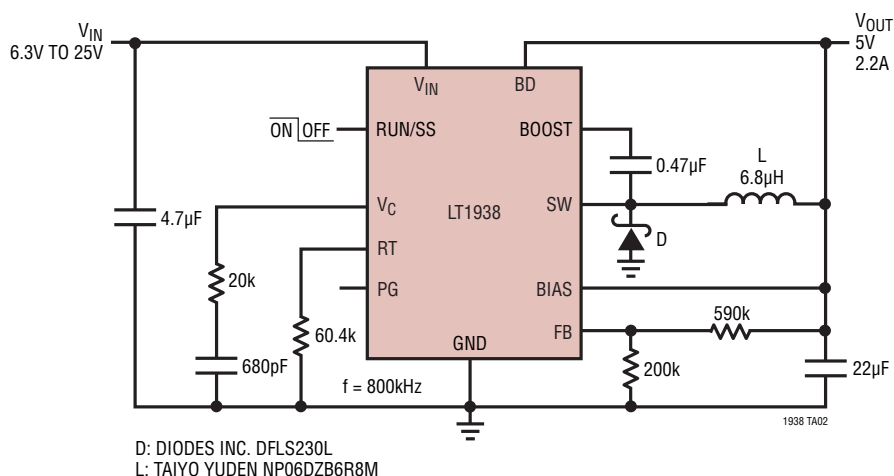 V_IN
6.3V TO 25V
V_OUT
5V
2.2A
V_IN
BD
ON OFF
RUN/SS
BOOST
0.47µF
L
6.8µH
4.7µF
V_C
LT1938
SW
D
20k
RT
PG
BIAS
590k
60.4k
FB
680pF
GND
200k
22µF
f = 800kHz
1938 TA02
D: DIODES INC. DFLS230L
L: TAIYO YUDEN NP06DZB6R8M